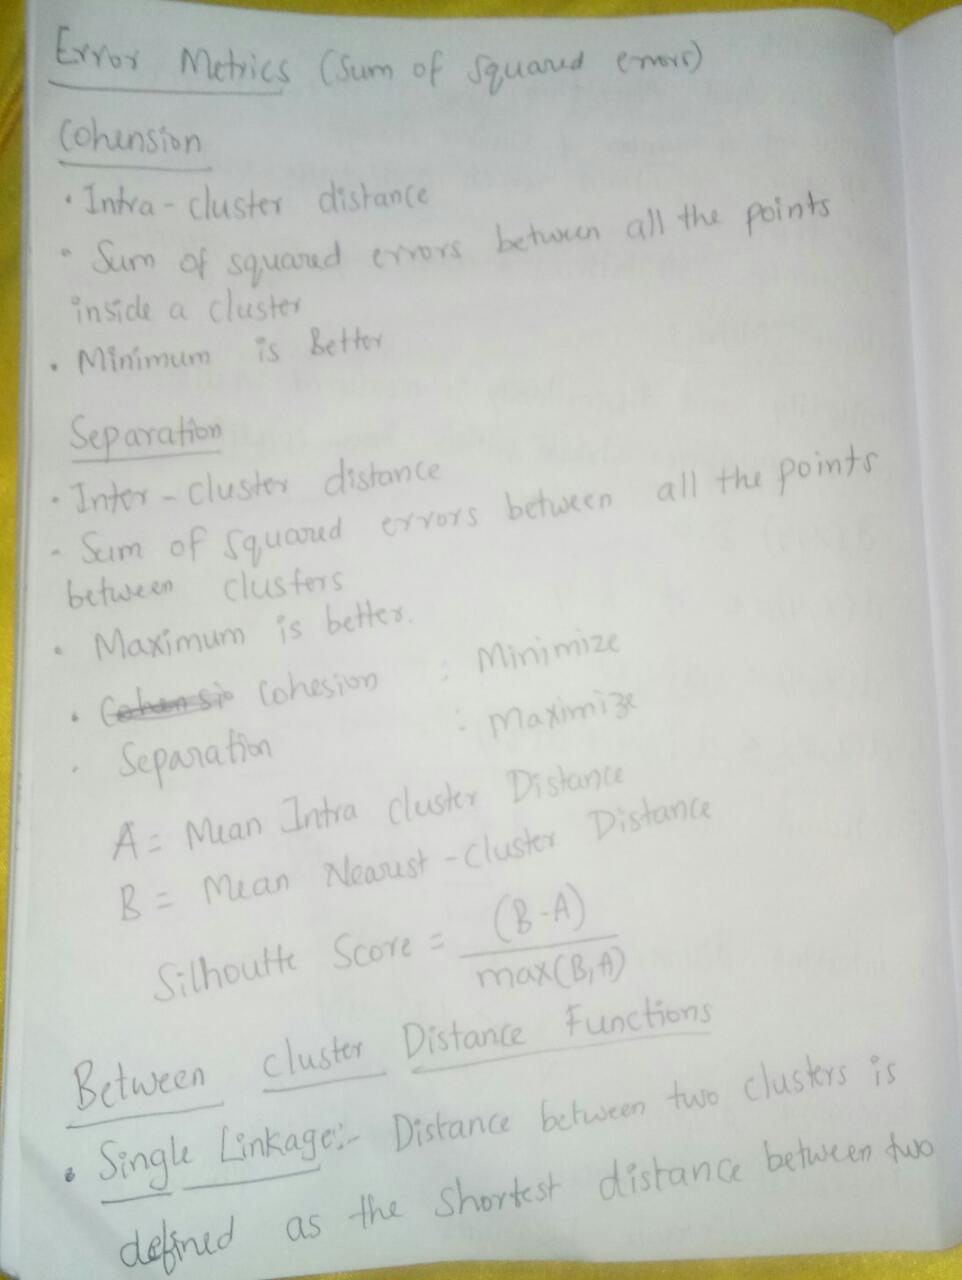 Error Metrics (Sum of squared errors)
Cohension
• Intra - cluster distance
• Sum of squared errors between all the points
inside a cluster
• Minimum is Better
Separation
• Inter - cluster distance
- Sum of squared errors between all the points
between clusters
• Maximum is better.
• Cohensio Cohesion : Minimize
• Separation : Maximize
A = Mean Intra cluster Distance
B = Mean Nearest - Cluster Distance
Silhoutte Score = (B-A)
max(B,A)
Between cluster Distance Functions
• Single Linkage:- Distance between two clusters is
defined as the shortest distance between two